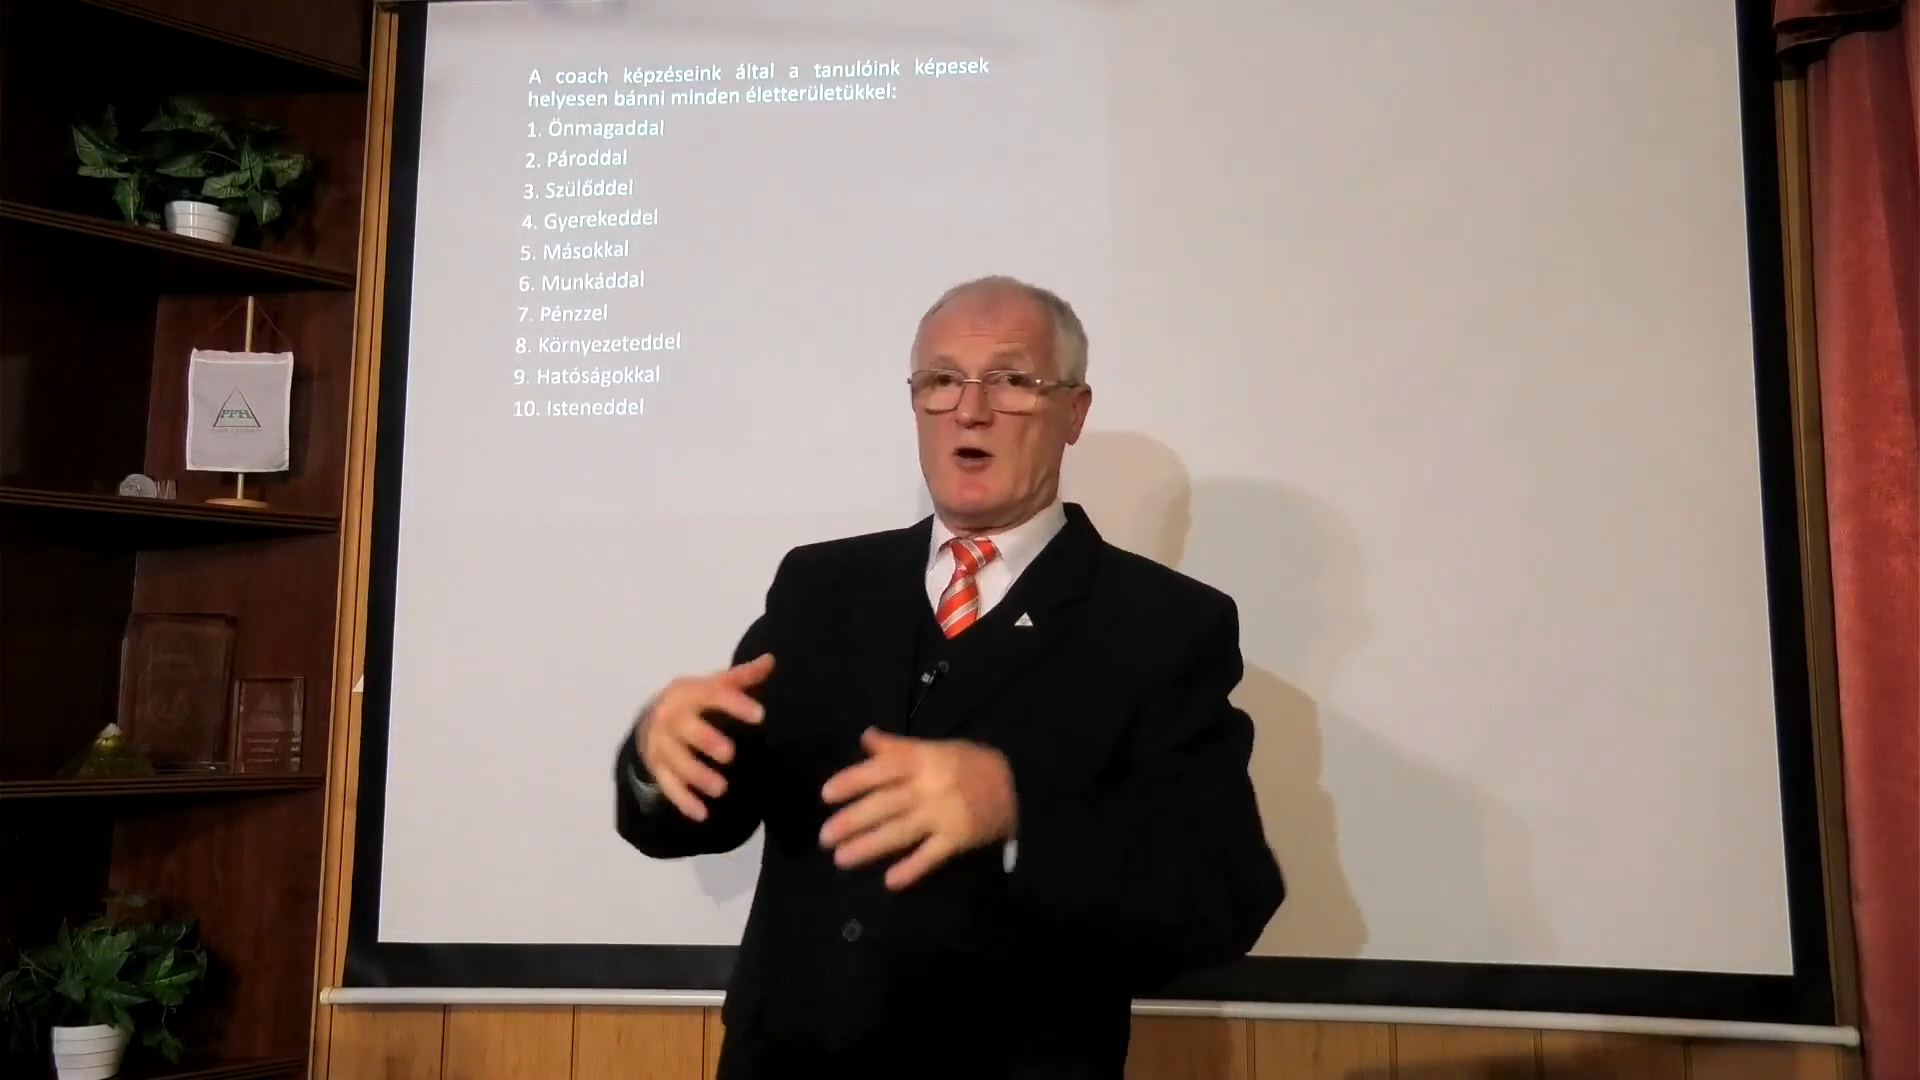 A coach képzéseink által a tanulóink képesek
helyesen bánni minden életterületükkel:
1. Önmagaddal
2. Pároddal
3. Szülőddel
4. Gyerekeddel
5. Másokkal
6. Munkáddal
7. Pénzzel
8. Környezeteddel
9. Hatóságokkal
10. Isteneddel
PPH